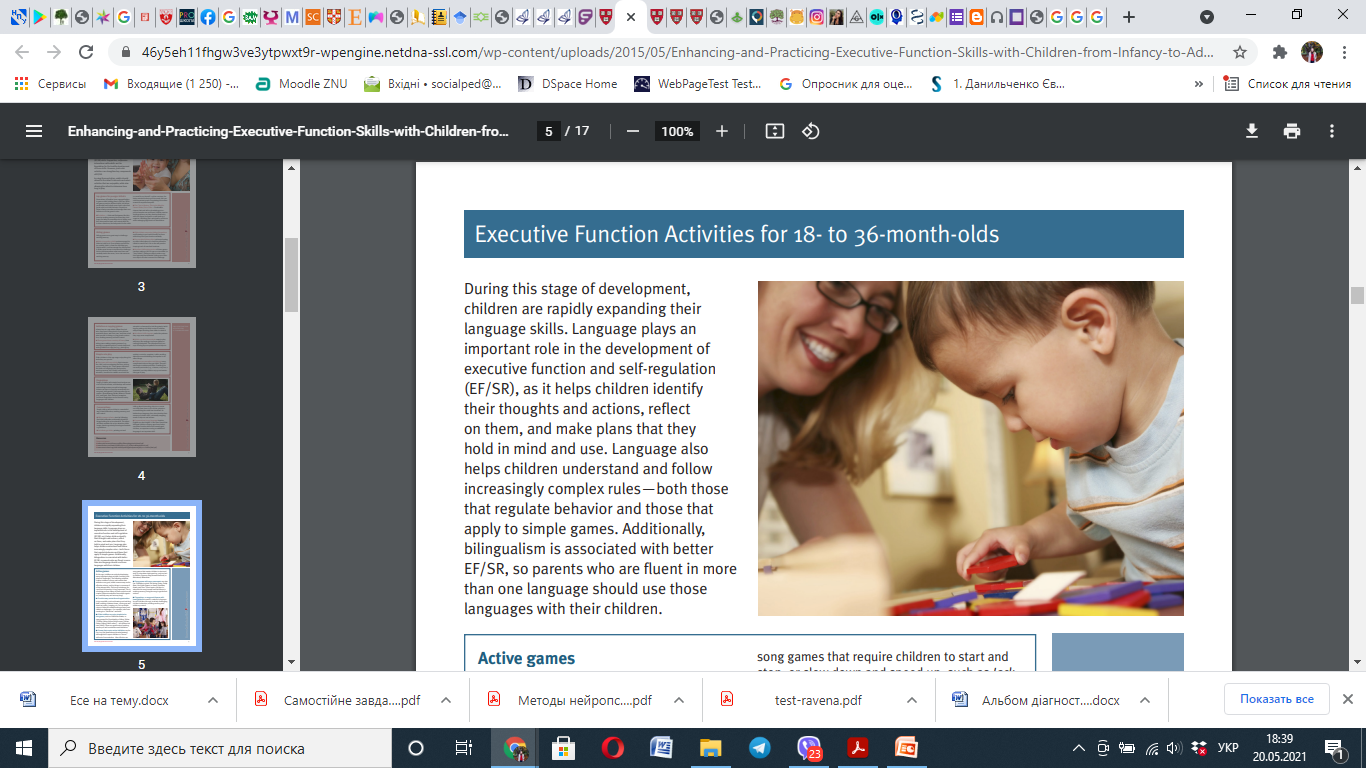 46y5eh11fhgw3ve3ytpwxt9r-wpengine.netdna-ssl.com/wp-content/uploads/2015/05/Enhancing-and-Practicing-Executive-Function-Skills-with-Children-from-Infancy-to-Ad...
Сервисы Входящие (1 250) -... Moodle ZNU Вхідні • socialped@... DSpace Home WebPageTest Test... Опросник для оце... 1. Данильченко Єв... » Список для чтения
Enhancing-and-Practicing-Executive-Function-Skills-with-Children-fro... 5 / 17 100%
3
4
5
Executive Function Activities for 18- to 36-month-olds
During this stage of development,
children are rapidly expanding their
language skills. Language plays an
important role in the development of
executive function and self-regulation
(EF/SR), as it helps children identify
their thoughts and actions, reflect
on them, and make plans that they
hold in mind and use. Language also
helps children understand and follow
increasingly complex rules—both those
that regulate behavior and those that
apply to simple games. Additionally,
bilingualism is associated with better
EF/SR, so parents who are fluent in more
than one language should use those
languages with their children.
Active games
song games that require children to start and
Есе на тему.docx Самостійне завда....pdf Методы нейропс....pdf test-ravena.pdf Альбом діагност....docx Показать все
Введите здесь текст для поиска
23
УКР
18:39
20.05.2021
1